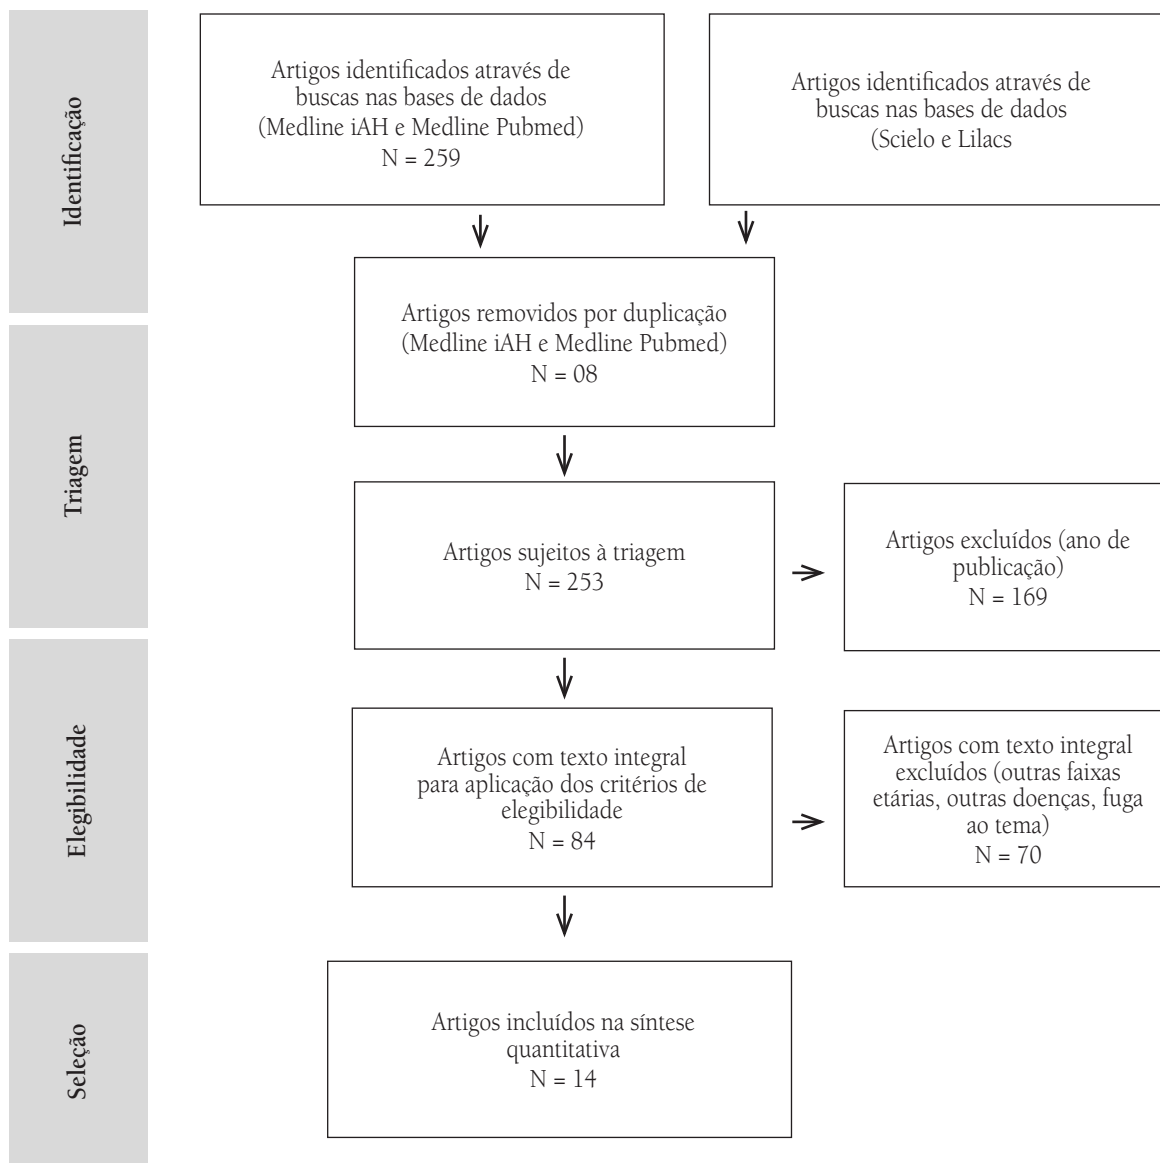 Identificação
Artigos identificados através de
buscas nas bases de dados
(Medline iAH e Medline Pubmed)
N = 259
Artigos identificados através de
buscas nas bases de dados
(Scielo e Lilacs
Artigos removidos por duplicação
(Medline iAH e Medline Pubmed)
N = 08
Triagem
Artigos sujeitos à triagem
N = 253
Artigos excluídos (ano de
publicação)
N = 169
Elegibilidade
Artigos com texto integral
para aplicação dos critérios de
elegibilidade
N = 84
Artigos com texto integral
excluídos (outras faixas
etárias, outras doenças, fuga
ao tema)
N = 70
Seleção
Artigos incluídos na síntese
quantitativa
N = 14